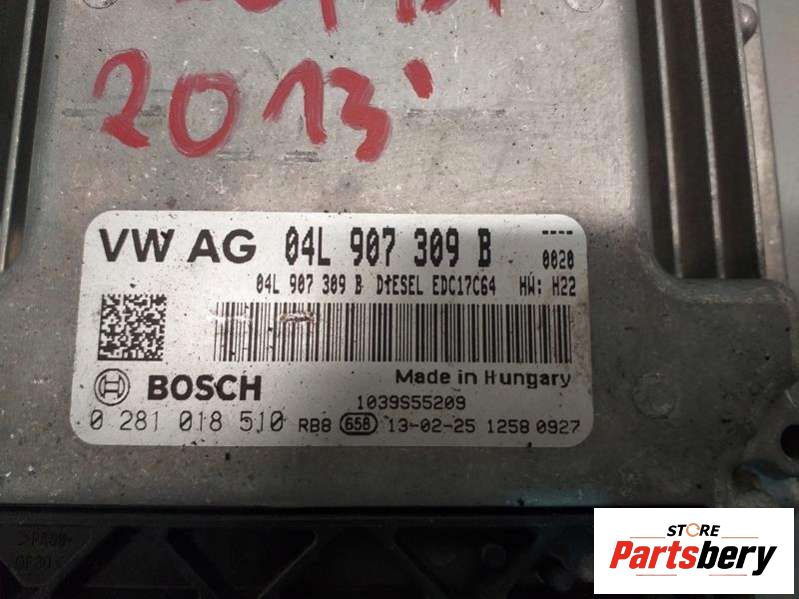 2013
VW AG 04L 907 309 B ----
0020
04L 907 309 B DIESEL EDC17C64 HW: H22
BOSCH Made in Hungary
1039S55209
0 281 018 510 RB8 658 13-02-25 1258 0927
STORE
Partsbery